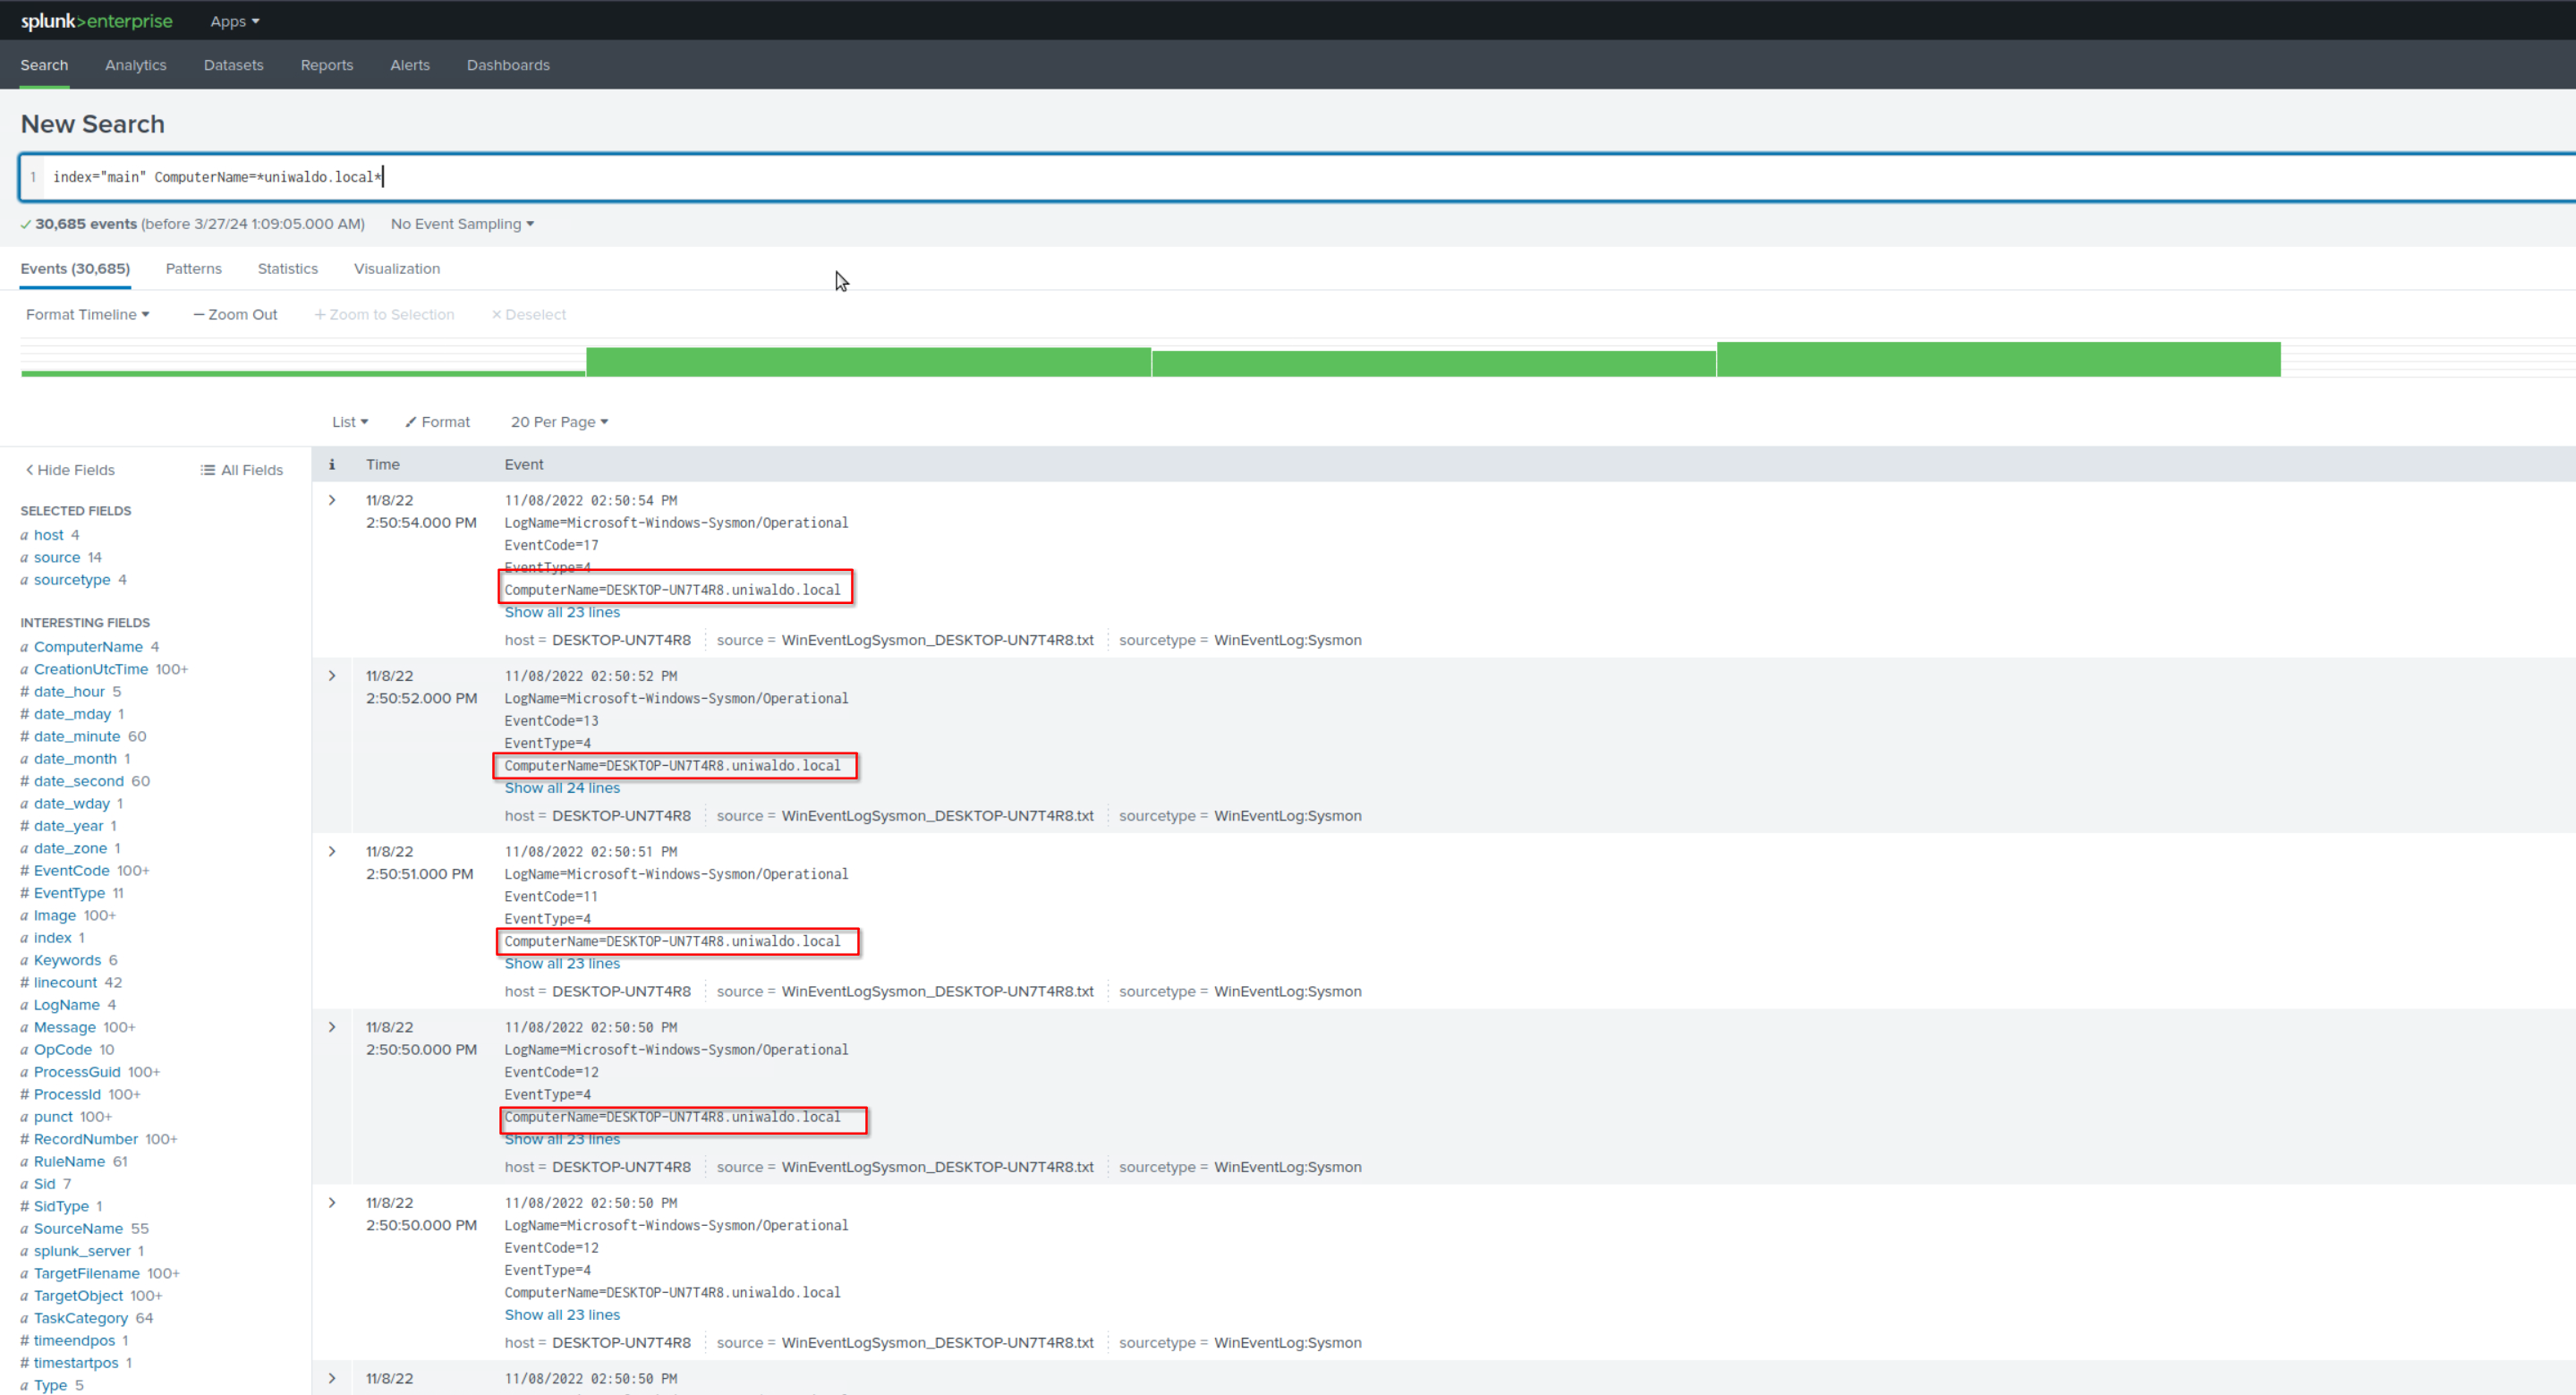 splunk>enterprise Apps
Search Analytics Datasets Reports Alerts Dashboards
New Search
1 index="main" ComputerName=*uniwaldo.local*
30,685 events (before 3/27/24 1:09:05.000 AM) No Event Sampling
Events (30,685) Patterns Statistics Visualization
Format Timeline — Zoom Out + Zoom to Selection × Deselect
List Format 20 Per Page
< Hide Fields All Fields
SELECTED FIELDS
a host 4
a source 14
a sourcetype 4
INTERESTING FIELDS
a ComputerName 4
a CreationUtcTime 100+
# date_hour 5
# date_mday 1
# date_minute 60
a date_month 1
# date_second 60
a date_wday 1
# date_year 1
a date_zone 1
# EventCode 100+
# EventType 11
a Image 100+
a index 1
a Keywords 6
# linecount 42
a LogName 4
a Message 100+
a OpCode 10
a ProcessGuid 100+
# ProcessId 100+
a punct 100+
# RecordNumber 100+
a RuleName 61
a Sid 7
# SidType 1
a SourceName 55
a splunk_server 1
a TargetFilename 100+
a TargetObject 100+
a TaskCategory 64
# timeendpos 1
# timestartpos 1
a Type 5
i Time Event
11/8/22
2:50:54.000 PM
11/08/2022 02:50:54 PM
LogName=Microsoft-Windows-Sysmon/Operational
EventCode=17
EventType=4
ComputerName=DESKTOP-UN7T4R8.uniwaldo.local
Show all 23 lines
host = DESKTOP-UN7T4R8 source = WinEventLogSysmon_DESKTOP-UN7T4R8.txt sourcetype = WinEventLog:Sysmon
11/8/22
2:50:52.000 PM
11/08/2022 02:50:52 PM
LogName=Microsoft-Windows-Sysmon/Operational
EventCode=13
EventType=4
ComputerName=DESKTOP-UN7T4R8.uniwaldo.local
Show all 24 lines
host = DESKTOP-UN7T4R8 source = WinEventLogSysmon_DESKTOP-UN7T4R8.txt sourcetype = WinEventLog:Sysmon
11/8/22
2:50:51.000 PM
11/08/2022 02:50:51 PM
LogName=Microsoft-Windows-Sysmon/Operational
EventCode=11
EventType=4
ComputerName=DESKTOP-UN7T4R8.uniwaldo.local
Show all 23 lines
host = DESKTOP-UN7T4R8 source = WinEventLogSysmon_DESKTOP-UN7T4R8.txt sourcetype = WinEventLog:Sysmon
11/8/22
2:50:50.000 PM
11/08/2022 02:50:50 PM
LogName=Microsoft-Windows-Sysmon/Operational
EventCode=12
EventType=4
ComputerName=DESKTOP-UN7T4R8.uniwaldo.local
Show all 23 lines
host = DESKTOP-UN7T4R8 source = WinEventLogSysmon_DESKTOP-UN7T4R8.txt sourcetype = WinEventLog:Sysmon
11/8/22
2:50:50.000 PM
11/08/2022 02:50:50 PM
LogName=Microsoft-Windows-Sysmon/Operational
EventCode=12
EventType=4
ComputerName=DESKTOP-UN7T4R8.uniwaldo.local
Show all 23 lines
host = DESKTOP-UN7T4R8 source = WinEventLogSysmon_DESKTOP-UN7T4R8.txt sourcetype = WinEventLog:Sysmon
11/8/22
11/08/2022 02:50:50 PM